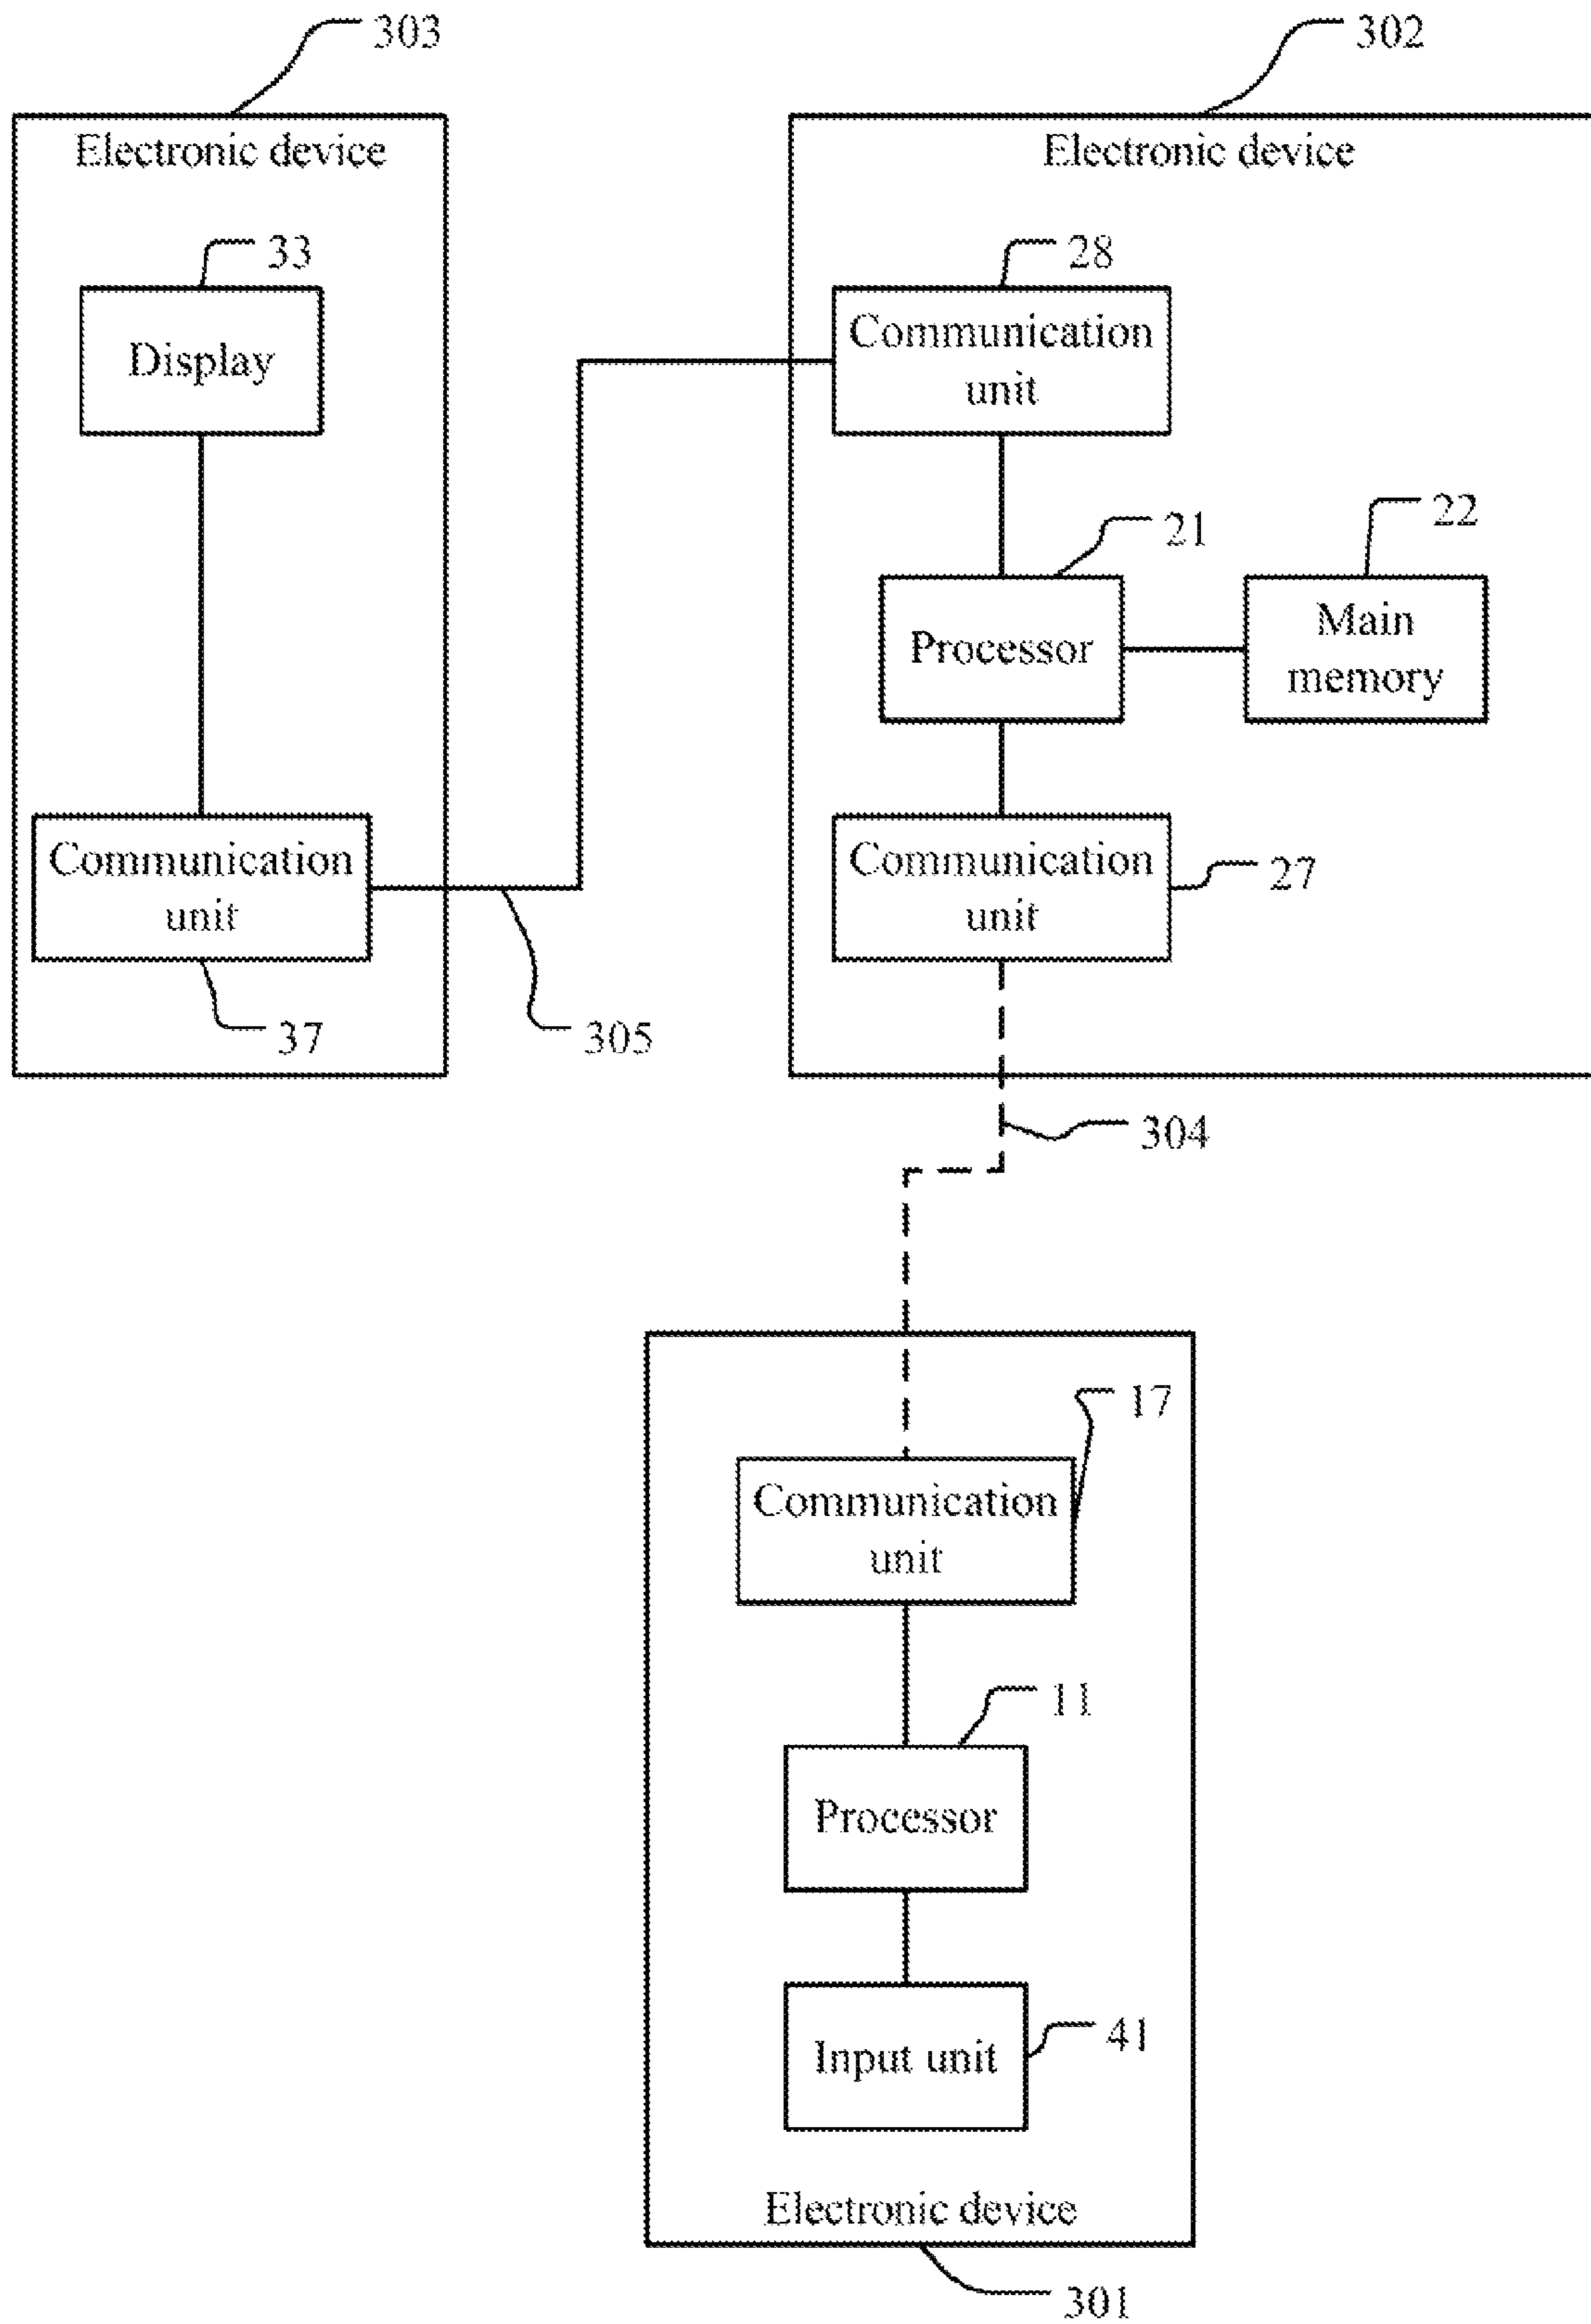 303
302
Electronic device
Electronic device
33
28
Display
Communication
unit
21
22
Processor
Main
memory
Communication
unit
Communication
unit
27
37
305
304
17
Communication
unit
11
Processor
41
Input unit
Electronic device
301